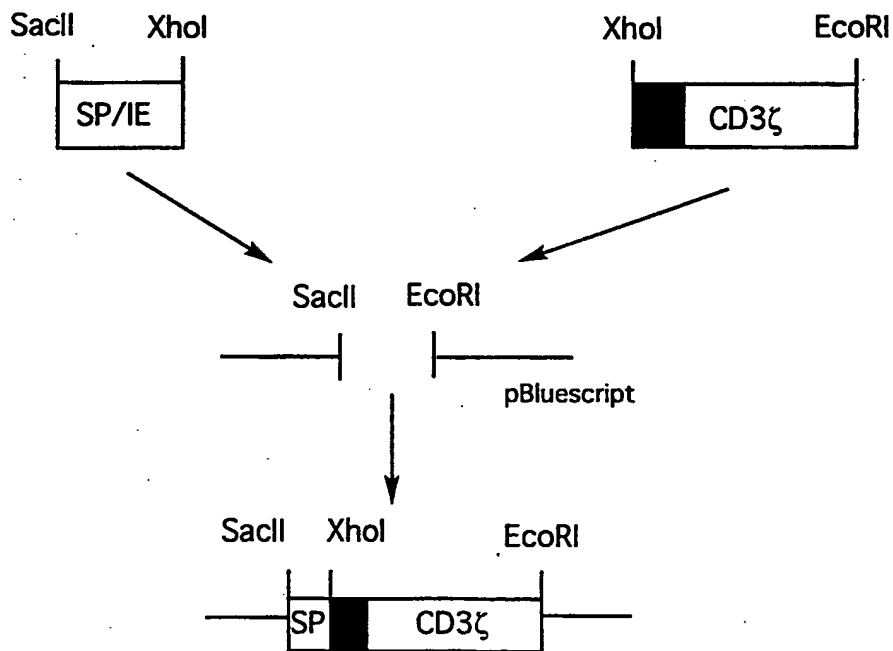 SacII XhoI
XhoI EcoRI
SP/IE
CD3ζ
SacII EcoRI
pBluescript
SacII XhoI EcoRI
SP CD3ζ